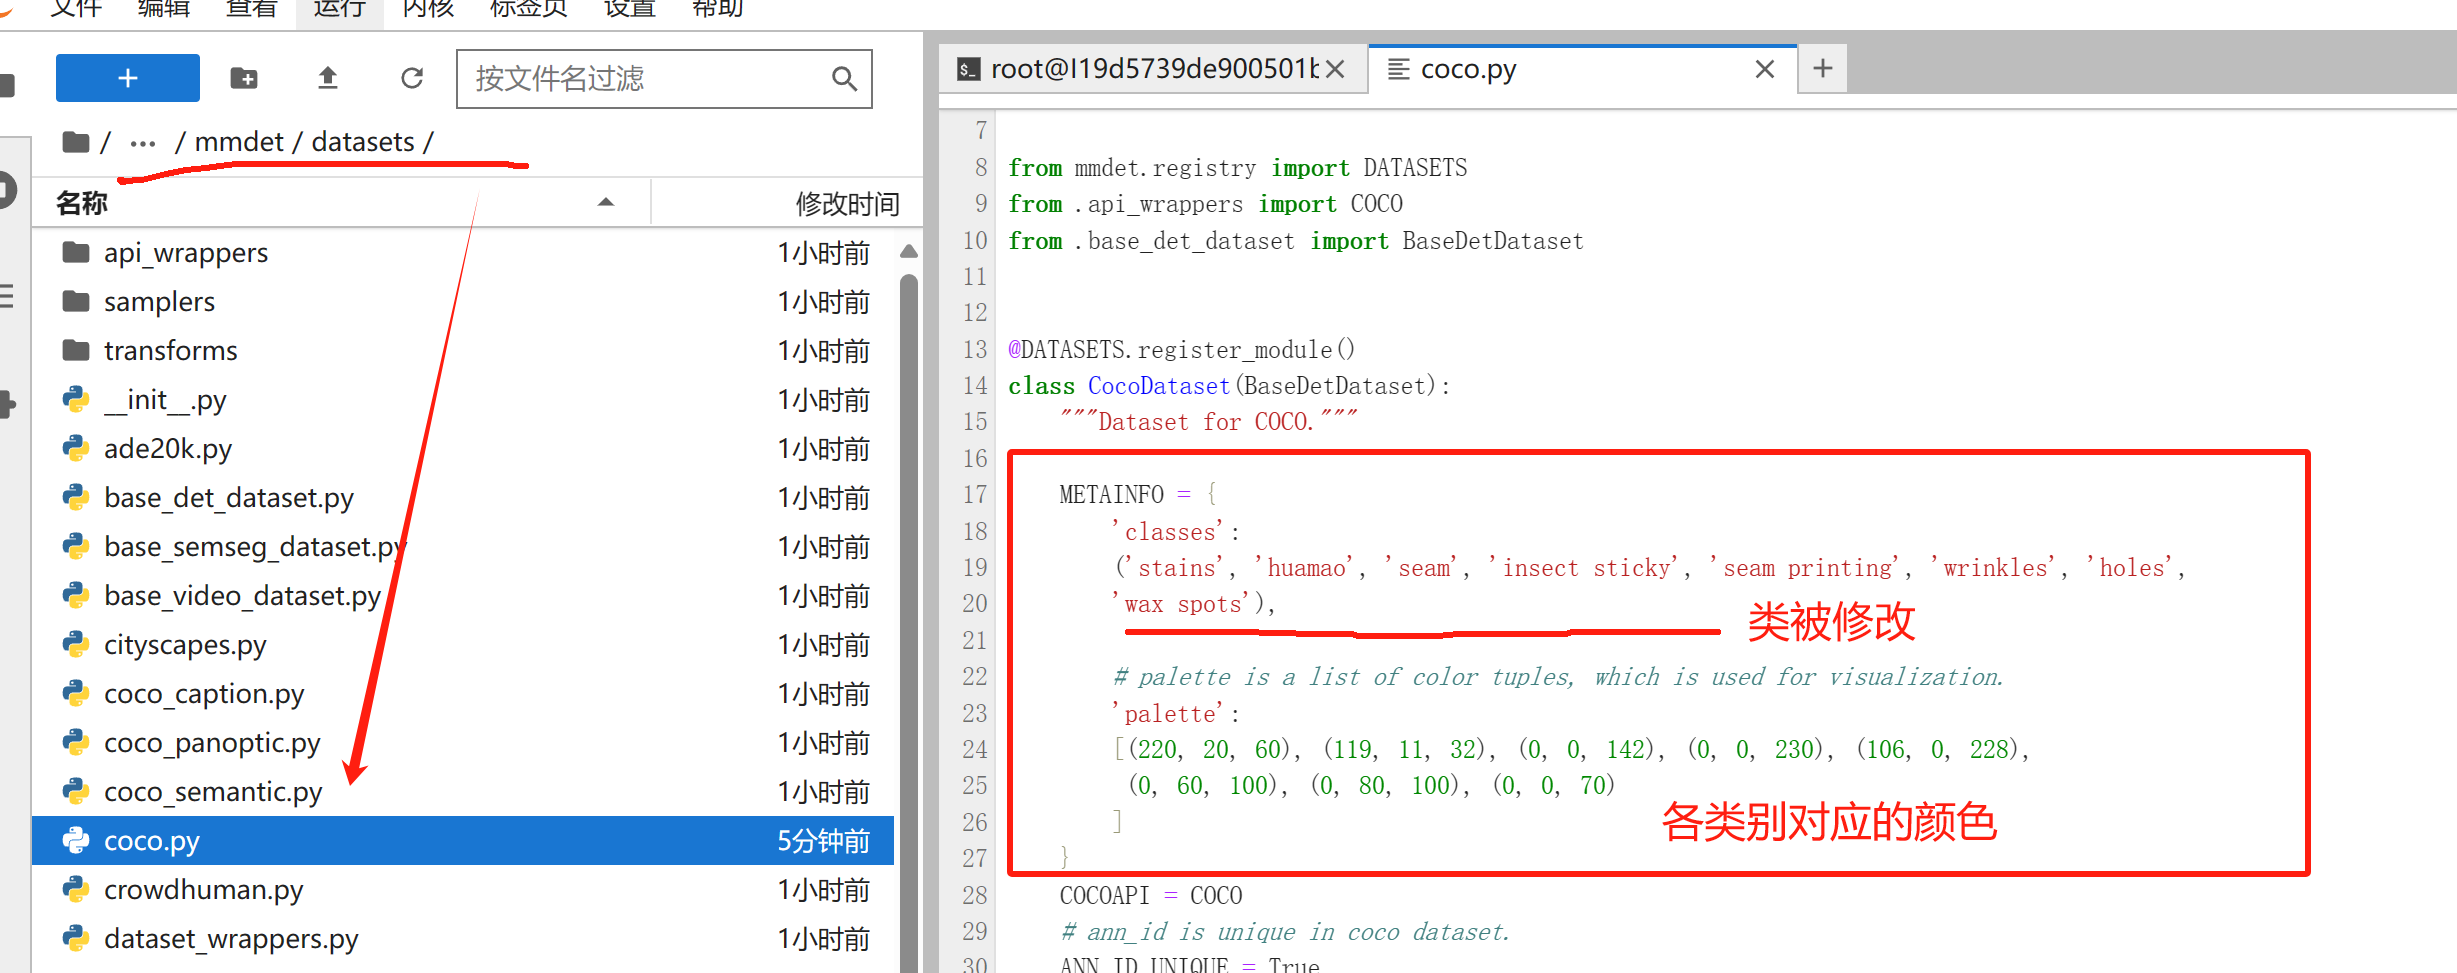 文件 编辑 查看 运行 内核 标签页 设置 帮助
+
按文件名过滤
/ ··· / mmdet / datasets /
名称 修改时间
api_wrappers 1小时前
samplers 1小时前
transforms 1小时前
__init__.py 1小时前
ade20k.py 1小时前
base_det_dataset.py 1小时前
base_semseg_dataset.py 1小时前
base_video_dataset.py 1小时前
cityscapes.py 1小时前
coco_caption.py 1小时前
coco_panoptic.py 1小时前
coco_semantic.py 1小时前
coco.py 5分钟前
crowdhuman.py 1小时前
dataset_wrappers.py 1小时前
root@l19d5739de900501b coco.py +
7
8 from mmdet.registry import DATASETS
9 from .api_wrappers import COCO
10 from .base_det_dataset import BaseDetDataset
11
12
13 @DATASETS.register_module()
14 class CocoDataset(BaseDetDataset):
15 """Dataset for COCO."""
16
17 METAINFO = {
18 'classes':
19 ('stains', 'huamao', 'seam', 'insect sticky', 'seam printing', 'wrinkles', 'holes',
20 'wax spots'),
类被修改
21
22 # palette is a list of color tuples, which is used for visualization.
23 'palette':
24 [(220, 20, 60), (119, 11, 32), (0, 0, 142), (0, 0, 230), (106, 0, 228),
25 (0, 60, 100), (0, 80, 100), (0, 0, 70)
各类别对应的颜色
26 ]
27 }
28 COCOAPI = COCO
29 # ann_id is unique in coco dataset.
30 ANN_ID_UNIQUE = True